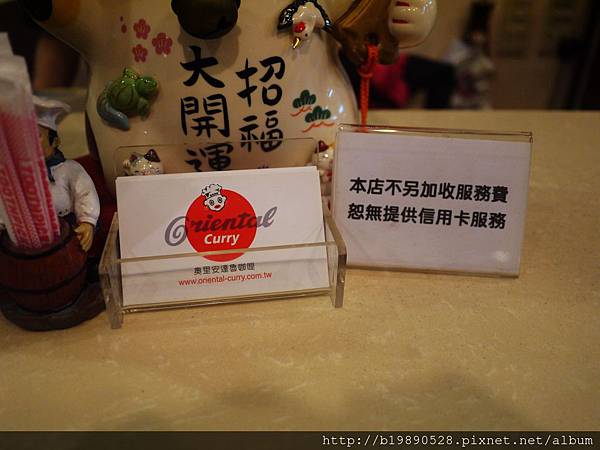 招福
大開運
本店不另加收服務費
恕無提供信用卡服務
Oriental
Curry
奧里安達魯咖哩
www.oriental-curry.com.tw
http://b19890528.pixnet.net/album